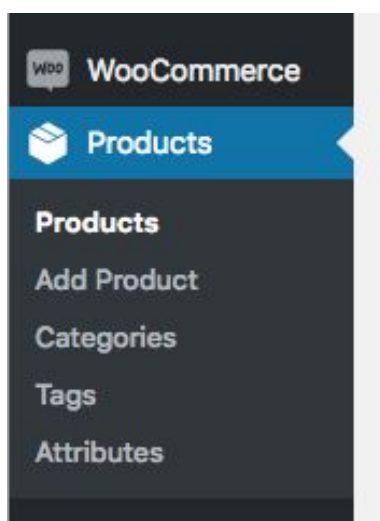 Woo WooCommerce
Products
Products
Add Product
Categories
Tags
Attributes